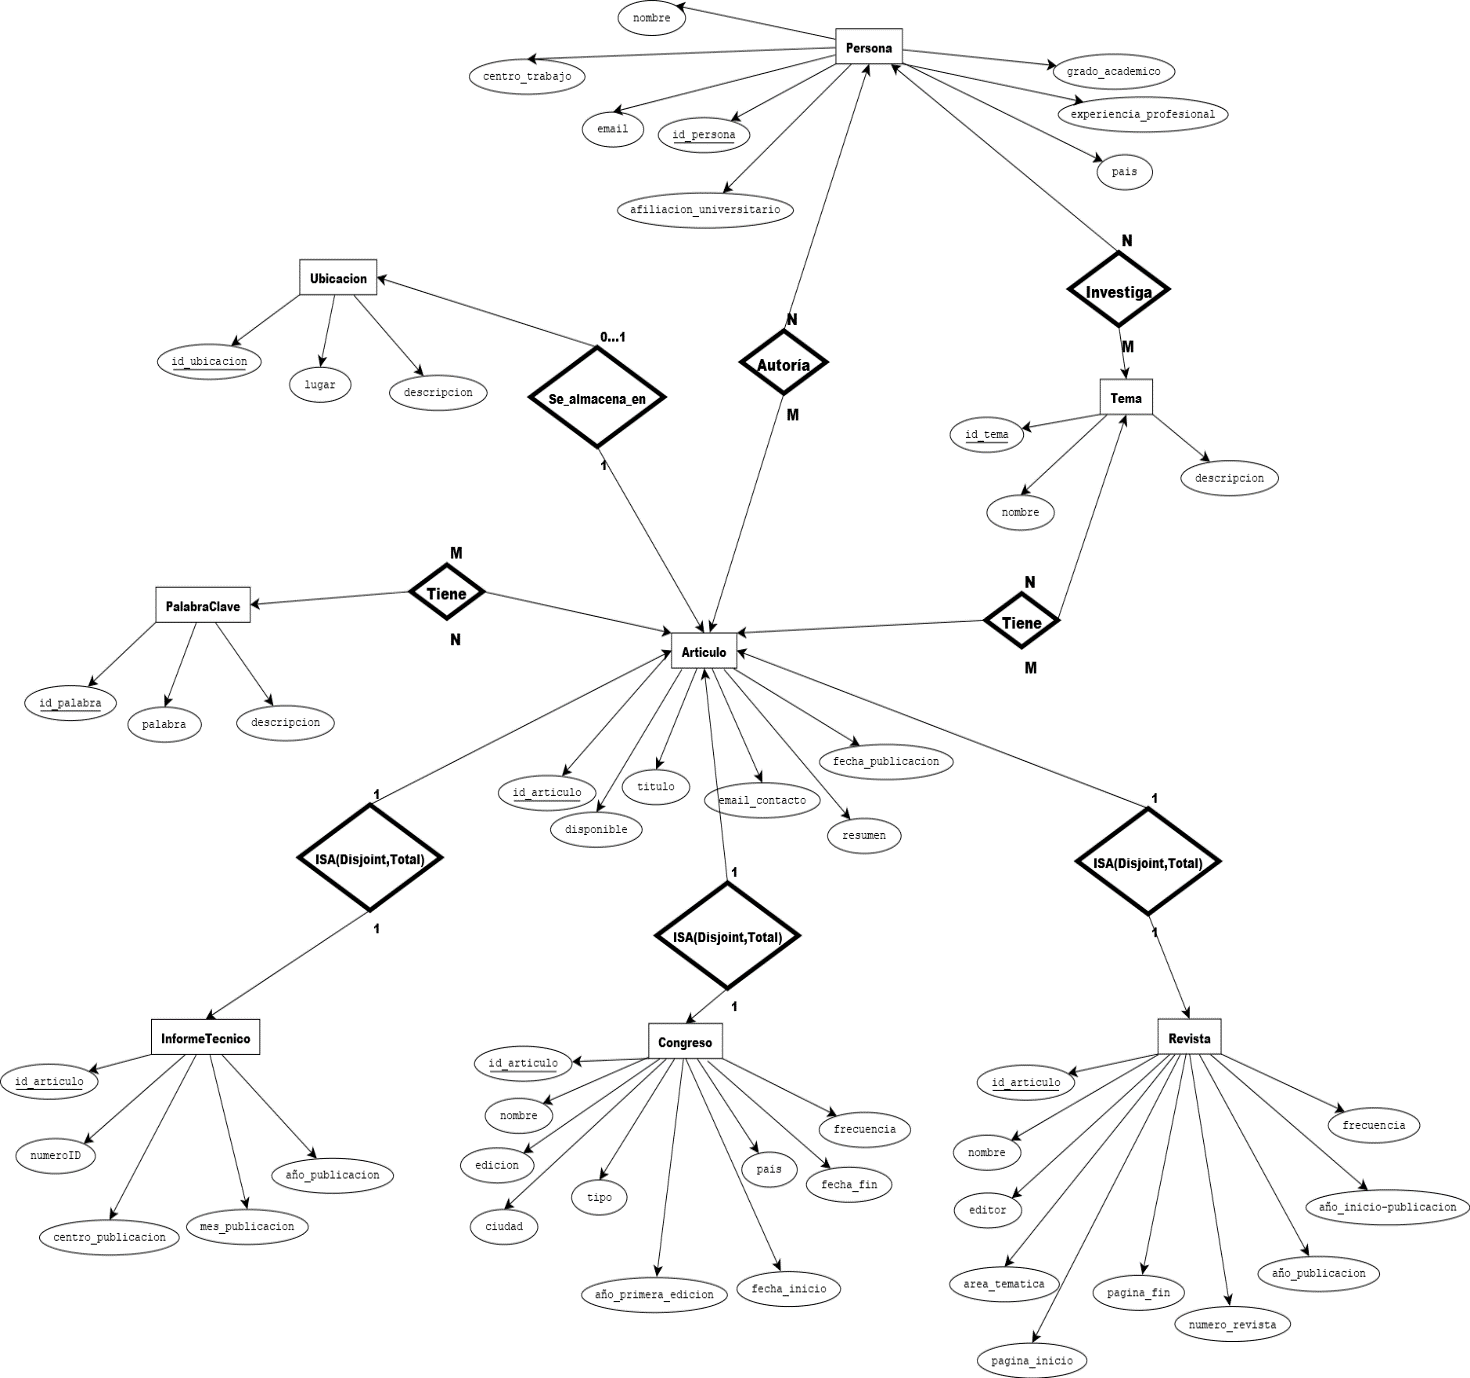 nombre
Persona
centro_trabajo
grado_academico
experiencia_profesional
email
id_persona
pais
afiliacion_universitario
N
Ubicacion
Investiga
id_ubicacion
lugar
descripcion
0...1
N
Autoría
M
M
Se_almacena_en
1
Tema
id_tema
descripcion
nombre
M
Tiene
N
PalabraClave
N
Tiene
M
id_palabra
palabra
descripcion
Articulo
id_articulo
disponible
titulo
email_contacto
fecha_publicacion
resumen
1
ISA(Disjoint,Total)
1
1
ISA(Disjoint,Total)
1
1
ISA(Disjoint,Total)
1
InformeTecnico
id_articulo
numeroID
centro_publicacion
mes_publicacion
año_publicacion
Congreso
id_articulo
nombre
edicion
ciudad
tipo
año_primera_edicion
fecha_inicio
pais
fecha_fin
frecuencia
Revista
id_articulo
nombre
editor
area_tematica
pagina_inicio
pagina_fin
numero_revista
año_publicacion
año_inicio-publicacion
frecuencia